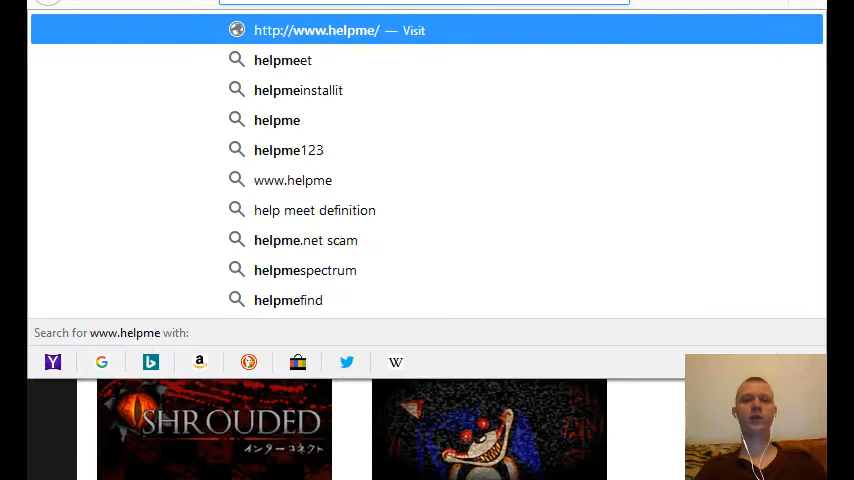 http://www.helpme/ — Visit
helpmeet
helpmeinstallit
helpme
helpme123
www.helpme
help meet definition
helpme.net scam
helpmespectrum
helpmefind
Search for www.helpme with:
Y G b a W
SHROUDED
インターコネクト